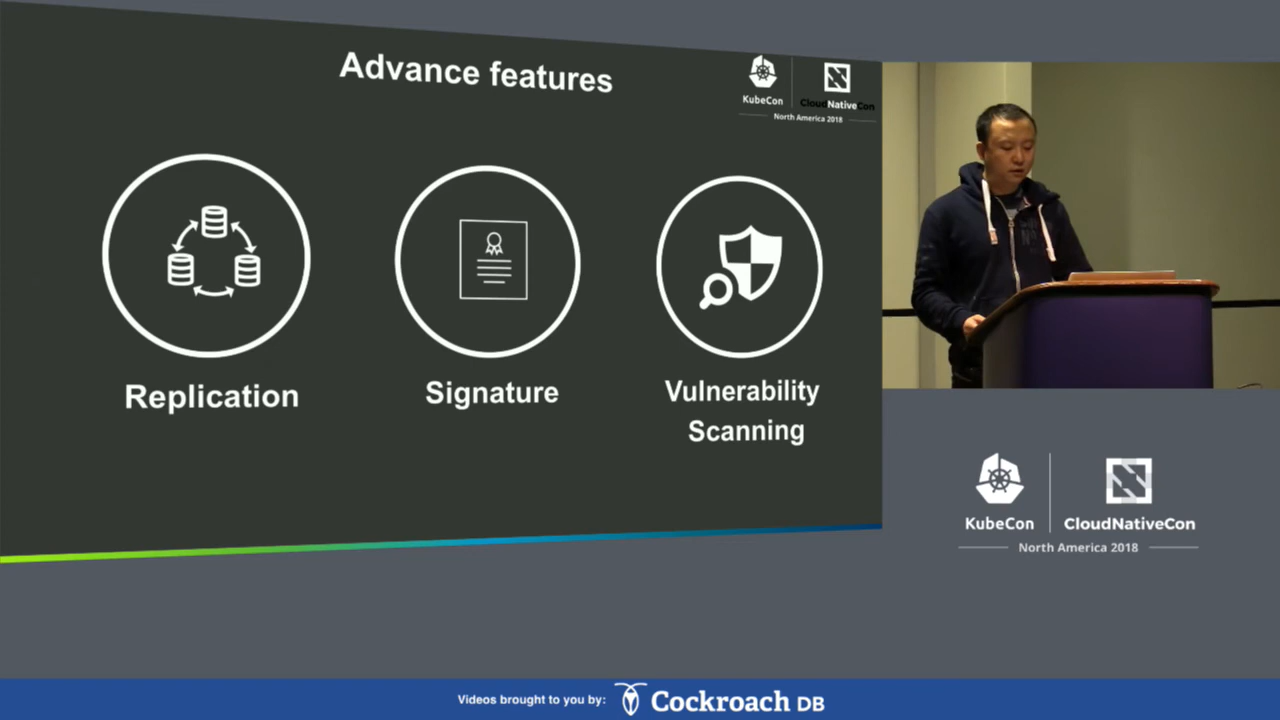 Advance features
KubeCon
CloudNativeCon
North America 2018
Replication
Signature
Vulnerability
Scanning
KubeCon
CloudNativeCon
North America 2018
Videos brought to you by:
Cockroach DB